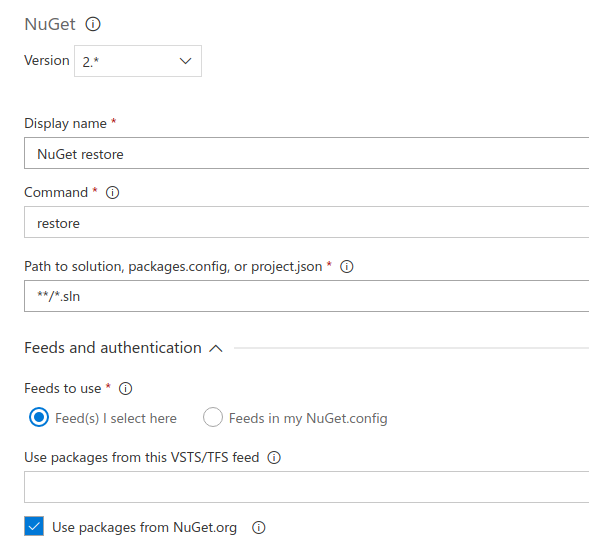 NuGet
Version 2.*
Display name *
NuGet restore
Command *
restore
Path to solution, packages.config, or project.json *
**/*.sln
Feeds and authentication
Feeds to use *
Feed(s) I select here Feeds in my NuGet.config
Use packages from this VSTS/TFS feed
Use packages from NuGet.org